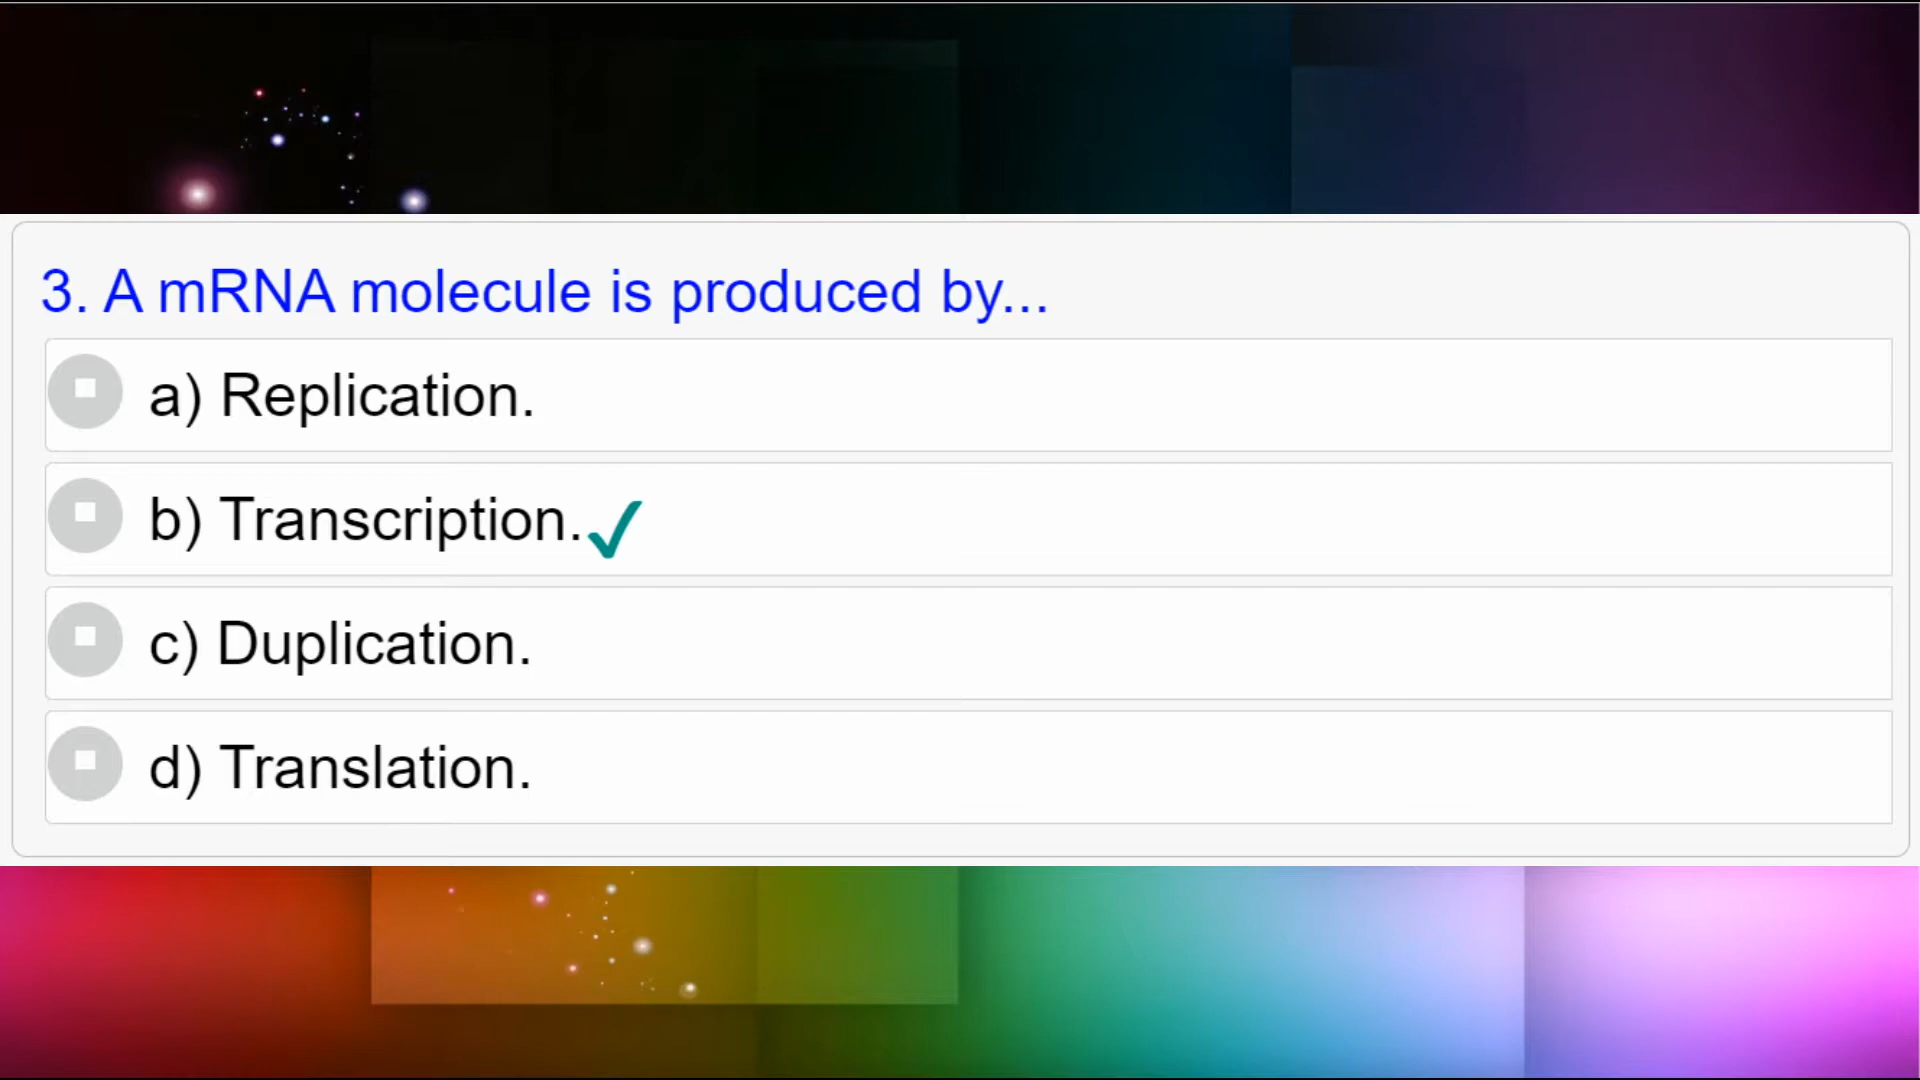 3. A mRNA molecule is produced by...
a) Replication.
b) Transcription.
c) Duplication.
d) Translation.